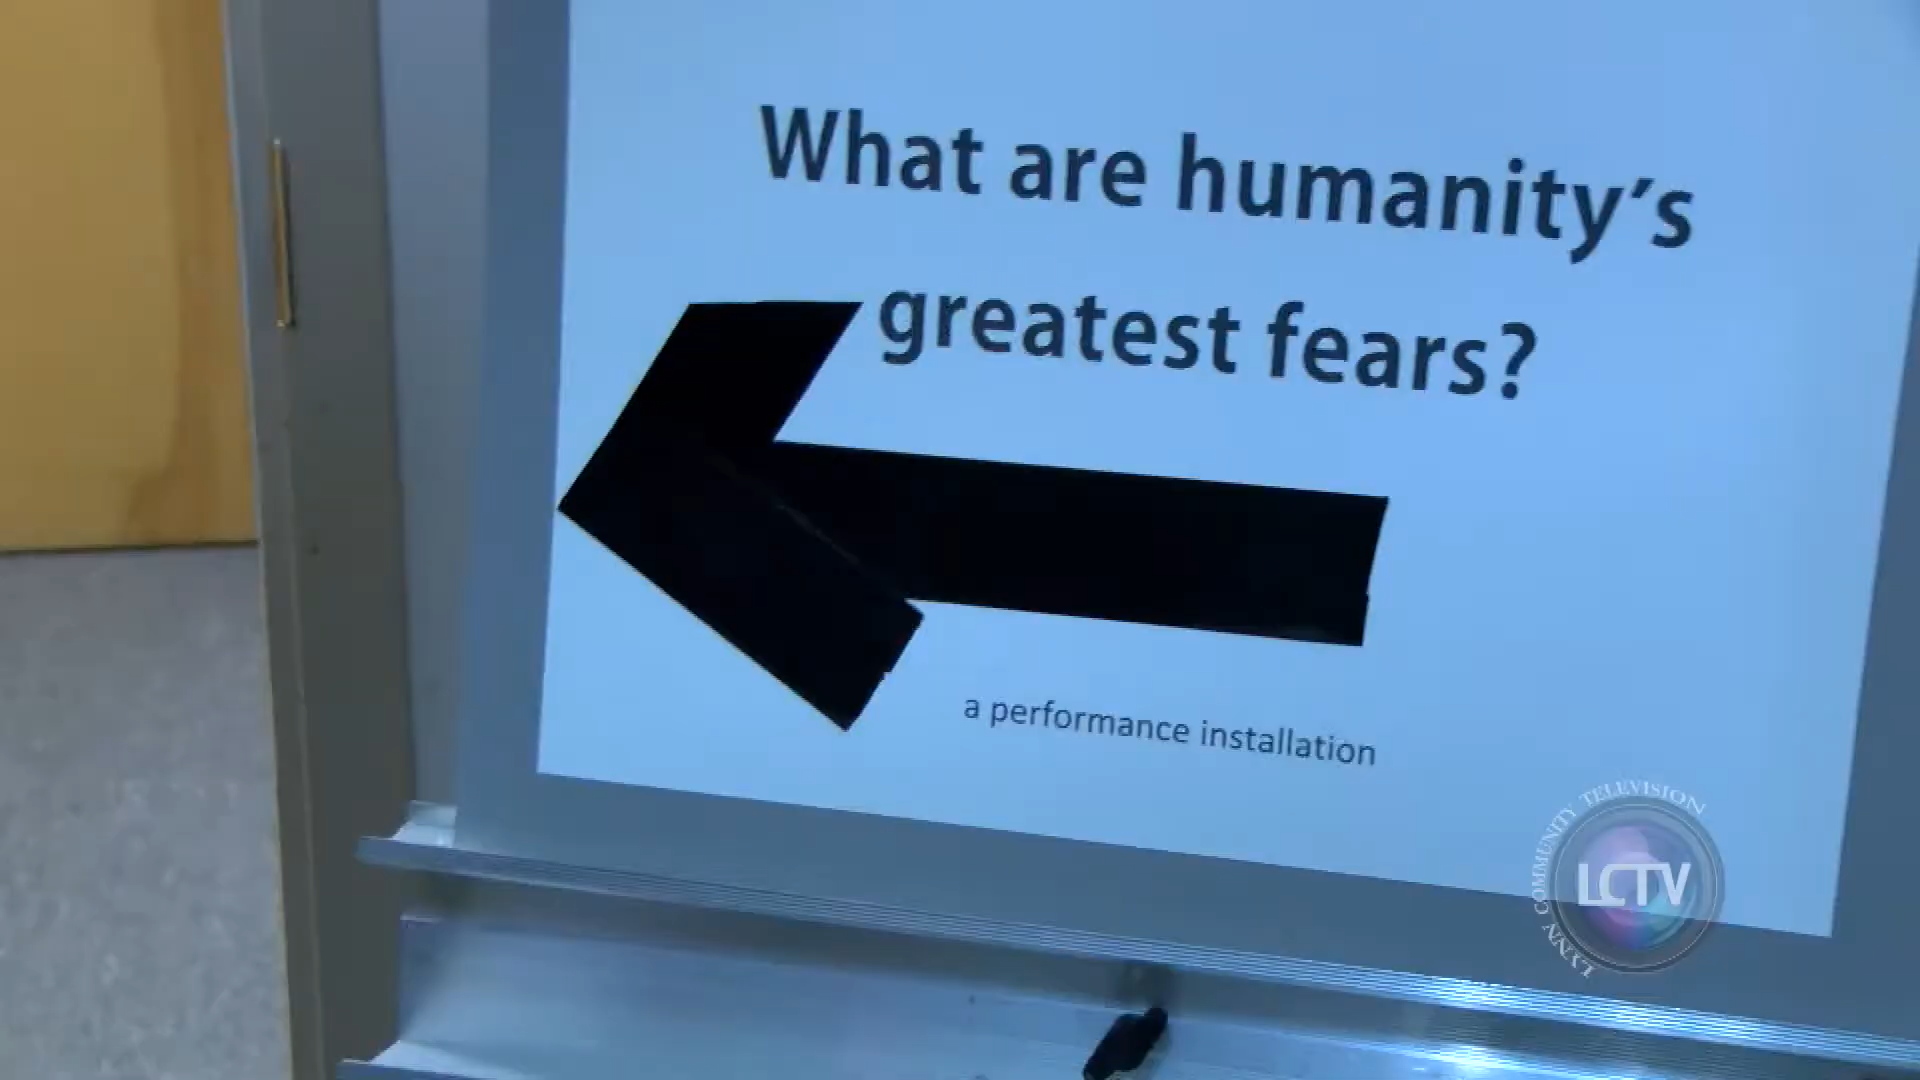 What are humanity's
greatest fears?
a performance installation
LYNN COMMUNITY TELEVISION
LCTV